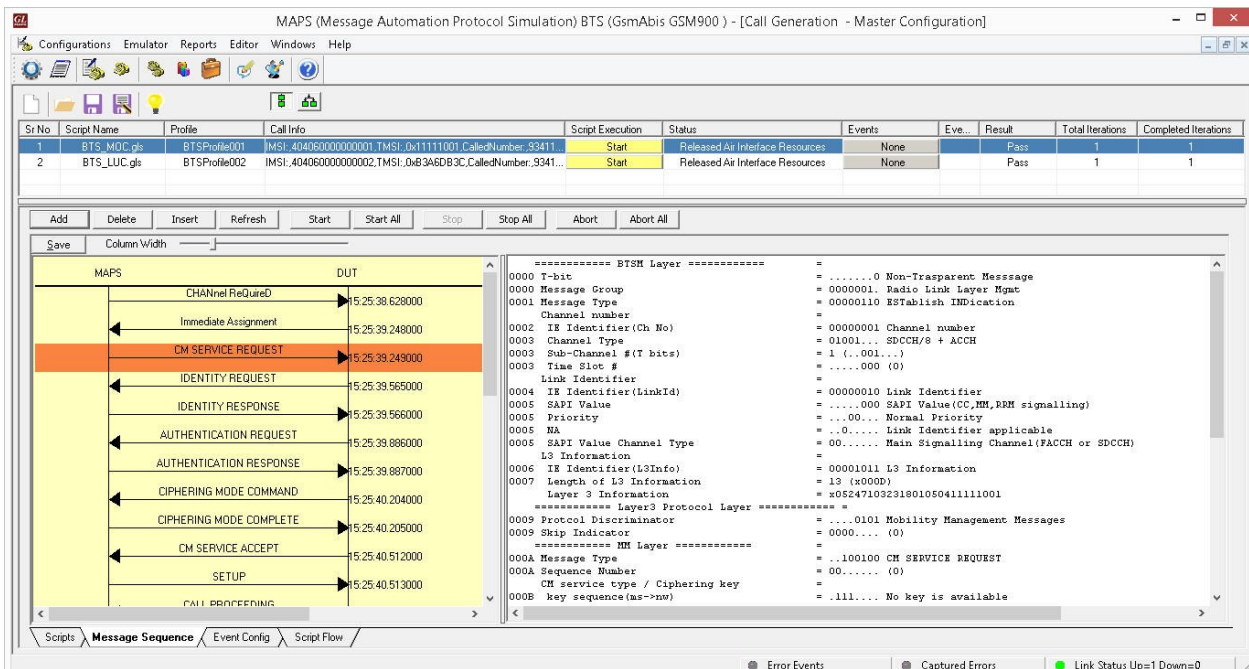 GL
MAPS (Message Automation Protocol Simulation) BTS (GsmAbis GSM900 ) - [Call Generation - Master Configuration]
Configurations Emulator Reports Editor Windows Help
Sr No Script Name Profile Call Info Script Execution Status Events Eve... Result Total Iterations Completed Iterations
1 BTS_MOC.gls BTSProfile001 IMSI:,404060000000001,TMSI:,0x11111001,CalledNumber:,93411... Start Released Air Interface Resources None Pass 1 1
2 BTS_LUC.gls BTSProfile002 IMSI:,404060000000002,TMSI:,0xB3A6DB3C,CalledNumber:,9341... Start Released Air Interface Resources None Pass 1 1
Add Delete Insert Refresh Start Start All Stop Stop All Abort Abort All
Save Column Width
MAPS DUT
CHANnel ReQuireD 15:25:38.628000
Immediate Assignment 15:25:39.248000
CM SERVICE REQUEST 15:25:39.249000
IDENTITY REQUEST 15:25:39.565000
IDENTITY RESPONSE 15:25:39.566000
AUTHENTICATION REQUEST 15:25:39.886000
AUTHENTICATION RESPONSE 15:25:39.887000
CIPHERING MODE COMMAND 15:25:40.204000
CIPHERING MODE COMPLETE 15:25:40.205000
CM SERVICE ACCEPT 15:25:40.512000
SETUP 15:25:40.513000
CALL PROCEEDING
============ BTSM Layer ============ =
0000 T-bit = .......0 Non-Trasparent Messsage
0000 Message Group = 0000001. Radio Link Layer Mgmt
0001 Message Type = 00000110 ESTablish INDication
Channel number =
0002 IE Identifier(Ch No) = 00000001 Channel number
0003 Channel Type = 01001... SDCCH/8 + ACCH
0003 Sub-Channel #(T bits) = 1 (..001...)
0003 Time Slot # = .....000 (0)
Link Identifier =
0004 IE Identifier(LinkId) = 00000010 Link Identifier
0005 SAPI Value = .....000 SAPI Value(CC,MM,RRM signalling)
0005 Priority = ...00... Normal Priority
0005 NA = ..0..... Link Identifier applicable
0005 SAPI Value Channel Type = 00...... Main Signalling Channel(FACCH or SDCCH)
L3 Information =
0006 IE Identifier(L3Info) = 00001011 L3 Information
0007 Length of L3 Information = 13 (x000D)
Layer 3 Information = x05247103231801050411111001
============ Layer3 Protocol Layer ============ =
0009 Protcol Discriminator = ....0101 Mobility Management Messages
0009 Skip Indicator = 0000.... (0)
============ MM Layer ============ =
000A Message Type = ..100100 CM SERVICE REQUEST
000A Sequence Number = 00...... (0)
CM service type / Ciphering key =
000B key sequence(ms->nw) = .111.... No key is available
Scripts Message Sequence Event Config Script Flow
Error Events Captured Errors Link Status Up=1 Down=0